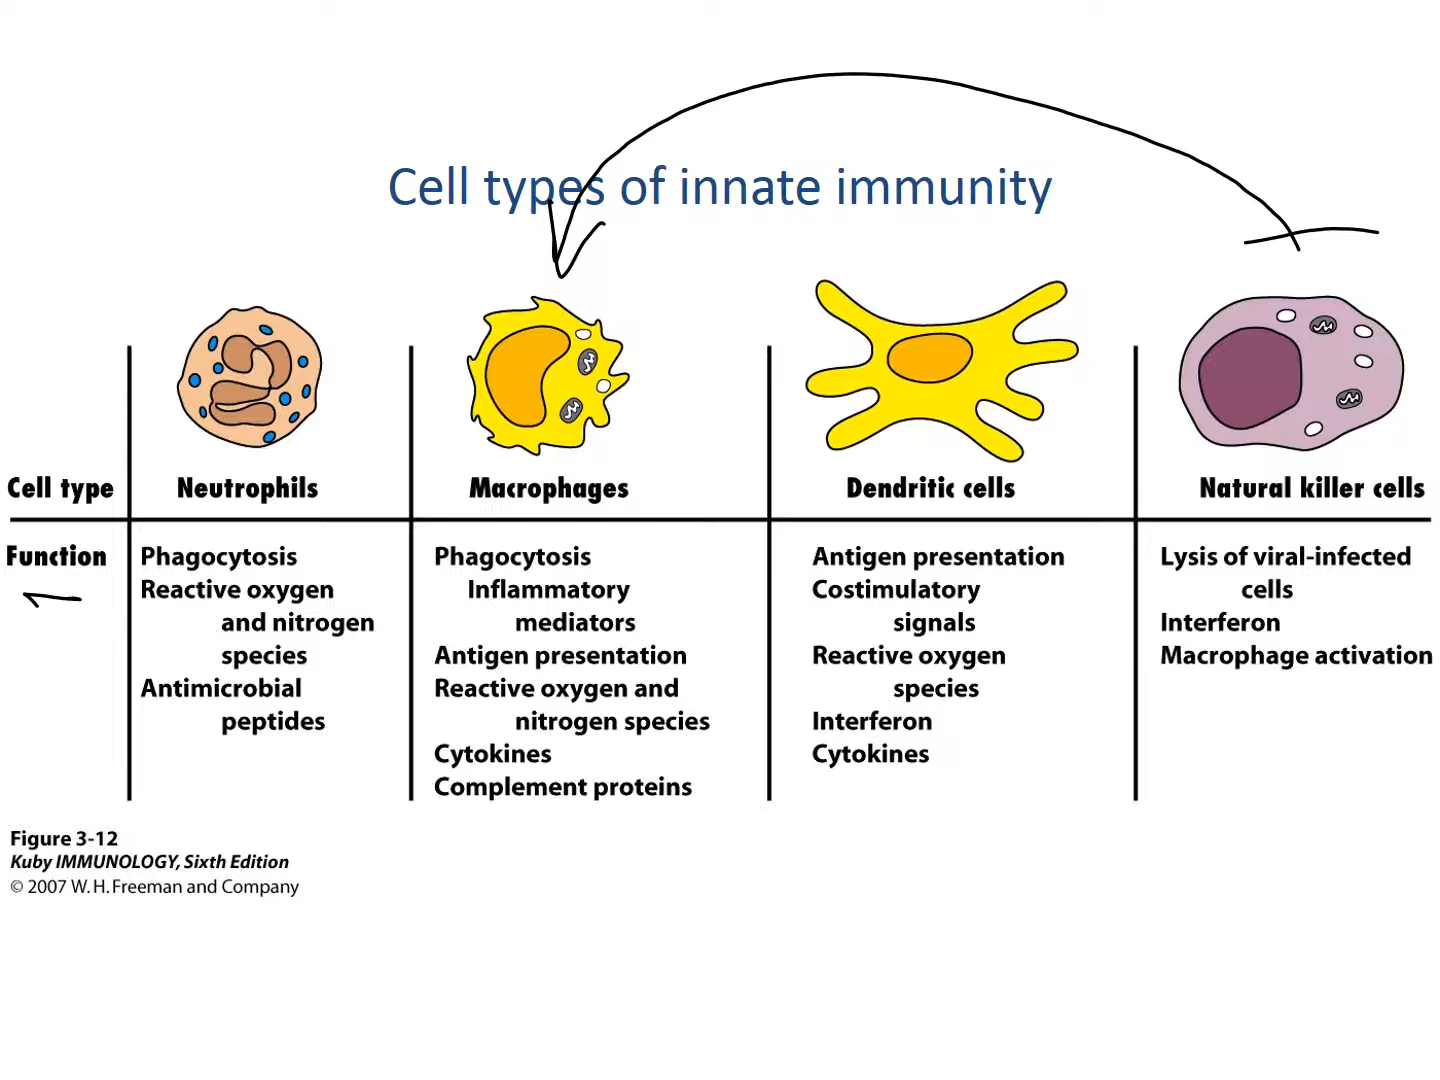 Cell types of innate immunity
Cell type
Neutrophils
Macrophages
Dendritic cells
Natural killer cells
Function
Phagocytosis
Reactive oxygen
and nitrogen
species
Antimicrobial
peptides
Phagocytosis
Inflammatory
mediators
Antigen presentation
Reactive oxygen and
nitrogen species
Cytokines
Complement proteins
Antigen presentation
Costimulatory
signals
Reactive oxygen
species
Interferon
Cytokines
Lysis of viral-infected
cells
Interferon
Macrophage activation
Figure 3-12
Kuby IMMUNOLOGY, Sixth Edition
© 2007 W. H. Freeman and Company